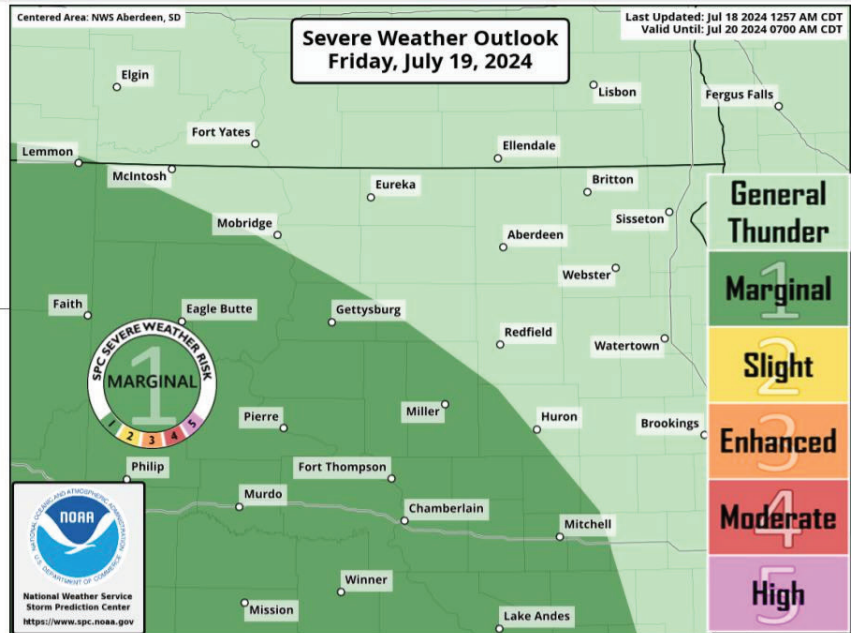 Centered Area: NWS Aberdeen, SD
Severe Weather Outlook
Friday, July 19, 2024
Last Updated: Jul 18 2024 1257 AM CDT
Valid Until: Jul 20 2024 0700 AM CDT
Elgin
Lisbon
Fergus Falls
Fort Yates
Ellendale
Lemmon
McIntosh
Eureka
Britton
Sisseton
Mobridge
Aberdeen
Webster
Faith
Eagle Butte
Gettysburg
Redfield
Watertown
Pierre
Miller
Huron
Brookings
Philip
Fort Thompson
Murdo
Chamberlain
Mitchell
Winner
Mission
Lake Andes
SPC SEVERE WEATHER RISK
1
MARGINAL
1 2 3 4 5
General
Thunder
1
Marginal
2
Slight
3
Enhanced
4
Moderate
5
High
NATIONAL OCEANIC AND ATMOSPHERIC ADMINISTRATION
NOAA
U.S. DEPARTMENT OF COMMERCE
National Weather Service
Storm Prediction Center
https://www.spc.noaa.gov